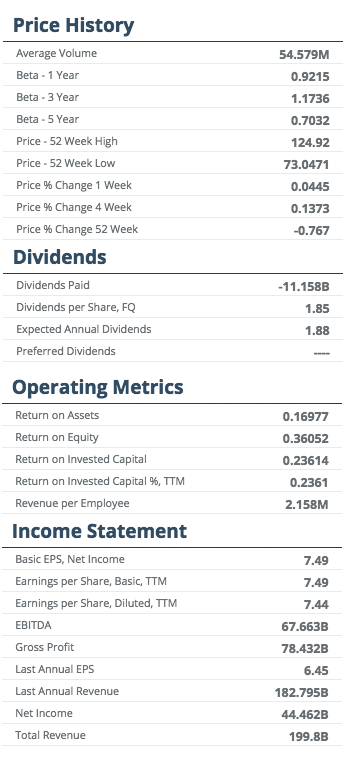 Price History
Average Volume 54.579M
Beta - 1 Year 0.9215
Beta - 3 Year 1.1736
Beta - 5 Year 0.7032
Price - 52 Week High 124.92
Price - 52 Week Low 73.0471
Price % Change 1 Week 0.0445
Price % Change 4 Week 0.1373
Price % Change 52 Week -0.767
Dividends
Dividends Paid -11.158B
Dividends per Share, FQ 1.85
Expected Annual Dividends 1.88
Preferred Dividends ----
Operating Metrics
Return on Assets 0.16977
Return on Equity 0.36052
Return on Invested Capital 0.23614
Return on Invested Capital %, TTM 0.2361
Revenue per Employee 2.158M
Income Statement
Basic EPS, Net Income 7.49
Earnings per Share, Basic, TTM 7.49
Earnings per Share, Diluted, TTM 7.44
EBITDA 67.663B
Gross Profit 78.432B
Last Annual EPS 6.45
Last Annual Revenue 182.795B
Net Income 44.462B
Total Revenue 199.8B